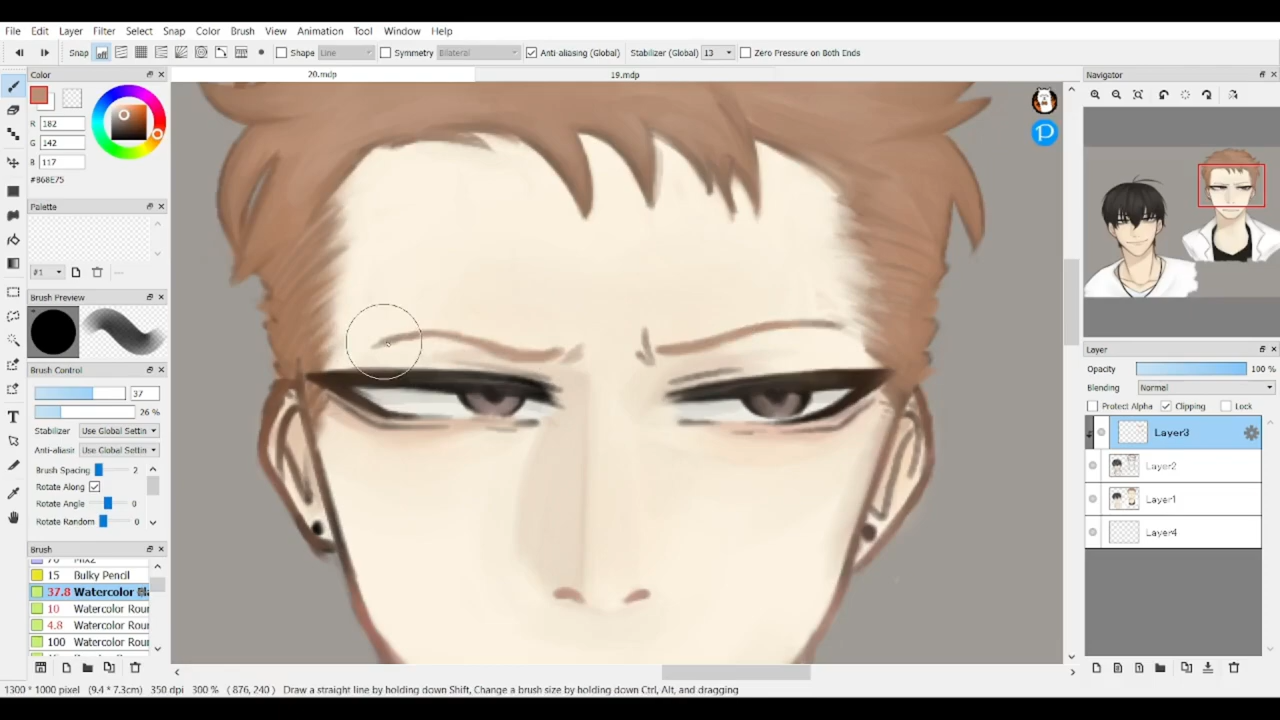 File Edit Layer Filter Select Snap Color Brush View Animation Tool Window Help
Snap Shape Line Symmetry Bilateral Anti-aliasing (Global) Stabilizer (Global) 13 Zero Pressure on Both Ends
Color
20.mdp 19.mdp
Navigator
R 182
G 142
B 117
#B68E75
Palette
#1 ---
Brush Preview
Brush Control
37
26 %
Stabilizer Use Global Settin
Anti-aliasi Use Global Settin
Brush Spacing 2
Rotate Along
Rotate Angle 0
Rotate Random 0
Brush
15 Bulky Pencil
37.8 Watercolor
10 Watercolor Rour
4.8 Watercolor Rour
100 Watercolor Rour
Layer
Opacity 100 %
Blending Normal
Protect Alpha Clipping Lock
Layer3
Layer2
Layer1
Layer4
1300 * 1000 pixel (9.4 * 7.3cm) 350 dpi 300 % ( 876, 240 ) Draw a straight line by holding down Shift, Change a brush size by holding down Ctrl, Alt, and dragging